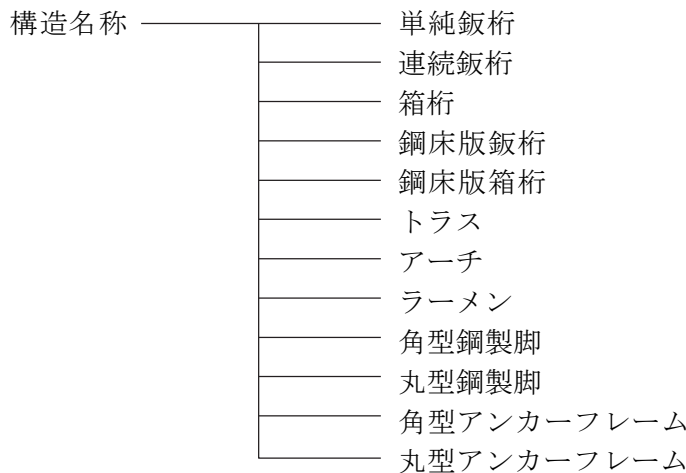 構造名称
単純鈑桁
連続鈑桁
箱桁
鋼床版鈑桁
鋼床版箱桁
トラス
アーチ
ラーメン
角型鋼製脚
丸型鋼製脚
角型アンカーフレーム
丸型アンカーフレーム